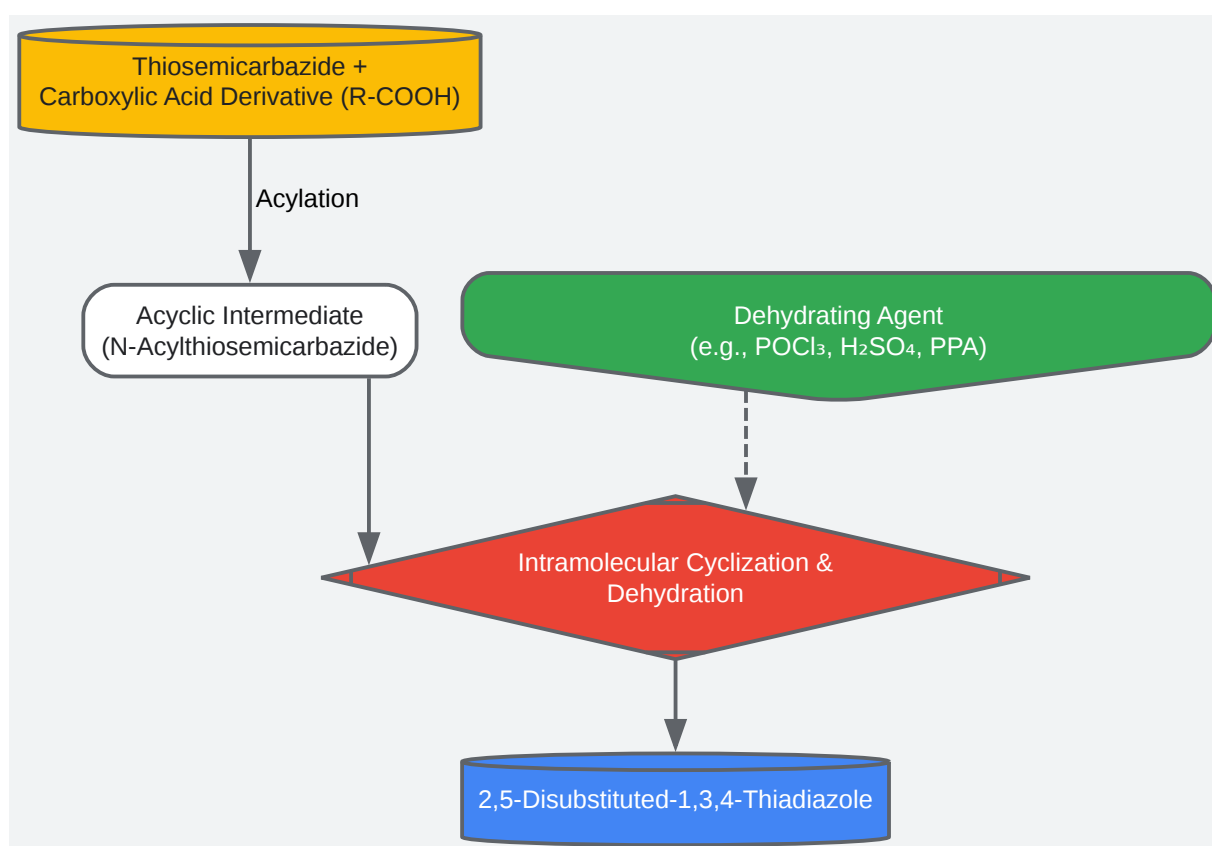 Thiosemicarbazide +
Carboxylic Acid Derivative (R-COOH)
Acylation
Acyclic Intermediate
(N-Acylthiosemicarbazide)
Dehydrating Agent
(e.g., POCl₃, H₂SO₄, PPA)
Intramolecular Cyclization &
Dehydration
2,5-Disubstituted-1,3,4-Thiadiazole